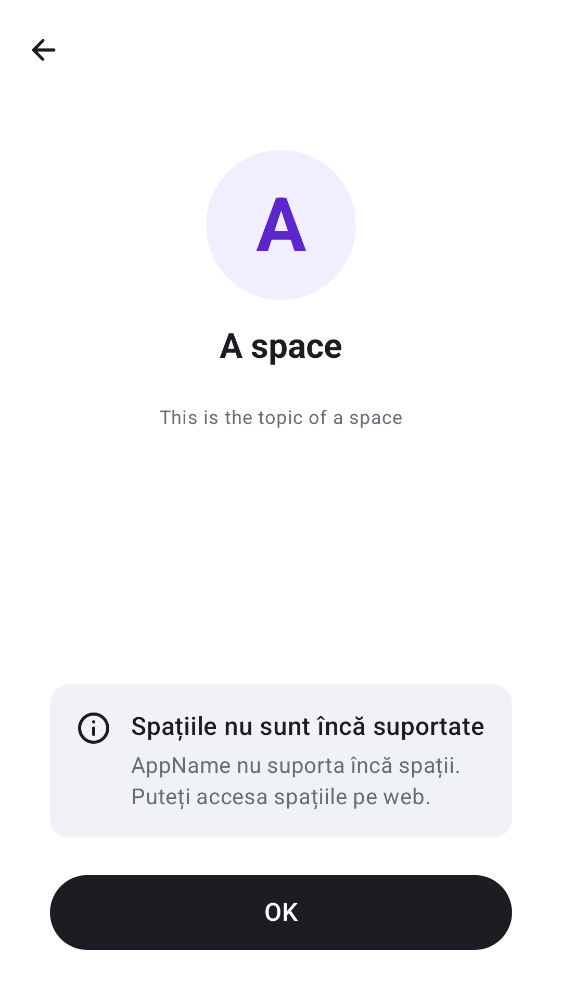 A
A space
This is the topic of a space
Spațiile nu sunt încă suportate
AppName nu suporta încă spații.
Puteți accesa spațiile pe web.
OK